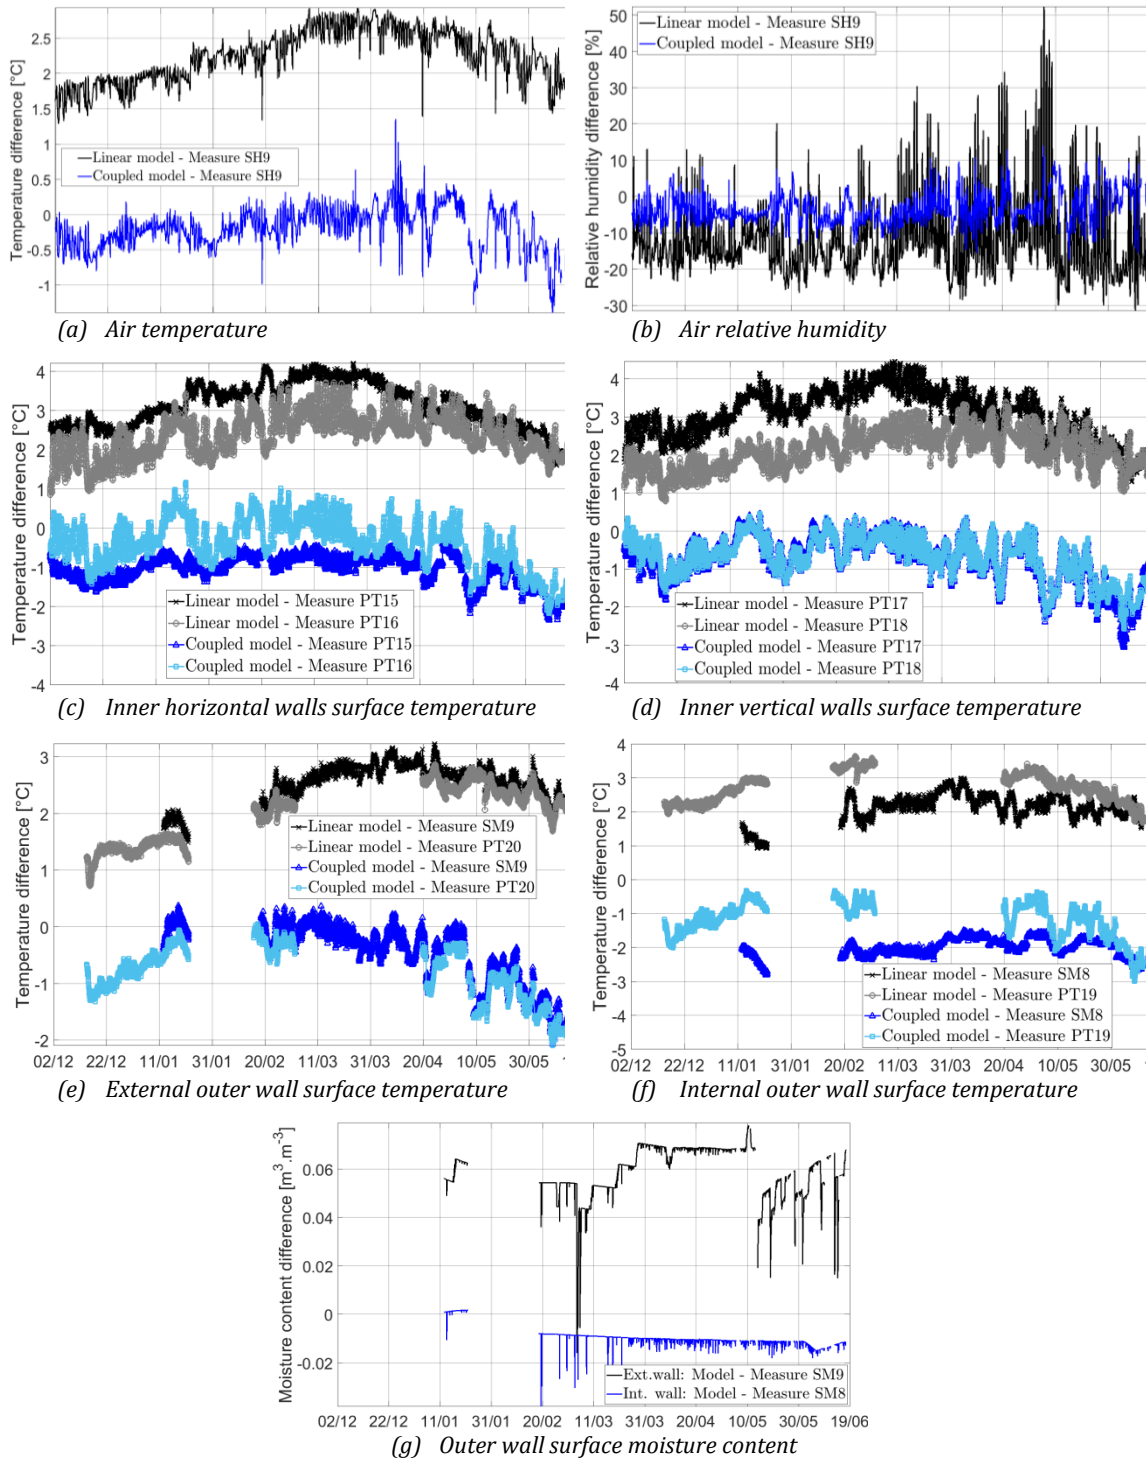 Temperature difference [°C]
2.5
2
1.5
1
0.5
0
-0.5
-1
Linear model - Measure SH9
Coupled model - Measure SH9
(a) Air temperature
Relative humidity difference [%]
50
40
30
20
10
0
-10
-20
-30
Linear model - Measure SH9
Coupled model - Measure SH9
(b) Air relative humidity
Temperature difference [°C]
4
3
2
1
0
-1
-2
-3
-4
Linear model - Measure PT15
Linear model - Measure PT16
Coupled model - Measure PT15
Coupled model - Measure PT16
(c) Inner horizontal walls surface temperature
Temperature difference [°C]
4
3
2
1
0
-1
-2
-3
-4
Linear model - Measure PT17
Linear model - Measure PT18
Coupled model - Measure PT17
Coupled model - Measure PT18
(d) Inner vertical walls surface temperature
Temperature difference [°C]
3
2
1
0
-1
-2
Linear model - Measure SM9
Linear model - Measure PT20
Coupled model - Measure SM9
Coupled model - Measure PT20
02/12 22/12 11/01 31/01 20/02 11/03 31/03 20/04 10/05 30/05 1
(e) External outer wall surface temperature
Temperature difference [°C]
4
3
2
1
0
-1
-2
-3
-4
-5
Linear model - Measure SM8
Linear model - Measure PT19
Coupled model - Measure SM8
Coupled model - Measure PT19
02/12 22/12 11/01 31/01 20/02 11/03 31/03 20/04 10/05 30/05 1
(f) Internal outer wall surface temperature
Moisture content difference [m³.m⁻³]
0.06
0.04
0.02
0
-0.02
Ext.wall: Model - Measure SM9
Int. wall: Model - Measure SM8
02/12 22/12 11/01 31/01 20/02 11/03 31/03 20/04 10/05 30/05 19/06
(g) Outer wall surface moisture content